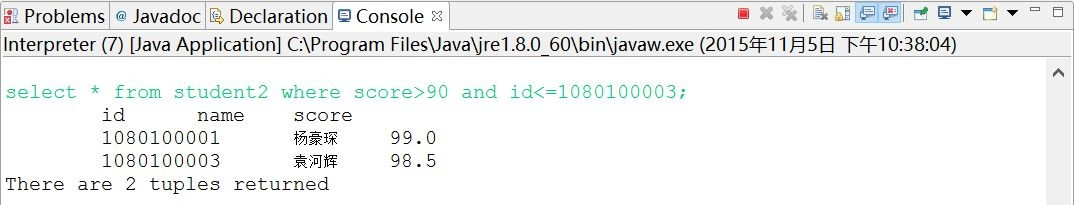 Problems @ Javadoc Declaration Console
Interpreter (7) [Java Application] C:\Program Files\Java\jre1.8.0_60\bin\javaw.exe (2015年11月5日 下午10:38:04)
select * from student2 where score>90 and id<=1080100003;
id name score
1080100001 杨豪琛 99.0
1080100003 袁河辉 98.5
There are 2 tuples returned